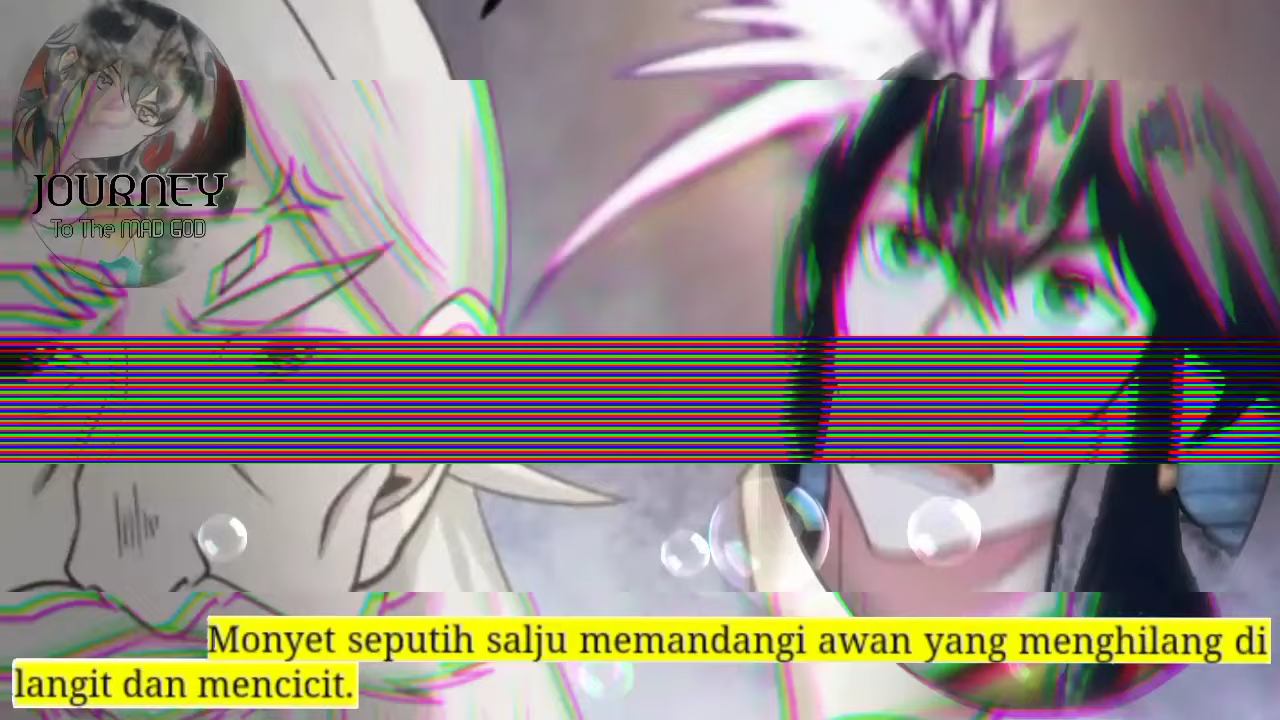 JOURNEY
To The MAD GOD
Monyet seputih salju memandangi awan yang menghilang di
langit dan mencicit.